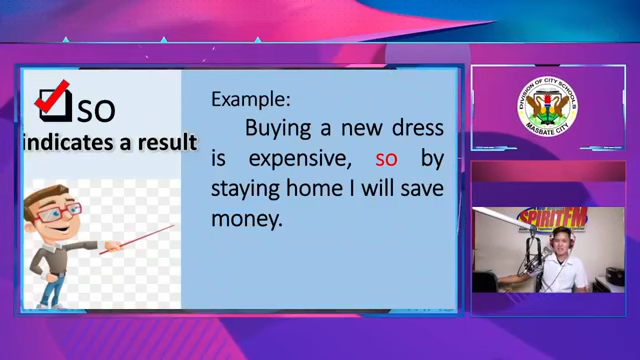 so
indicates a result
Example:
Buying a new dress
is expensive, so by
staying home I will save
money.
DIVISION OF CITY SCHOOLS
MASBATE CITY
SPIRIT FM